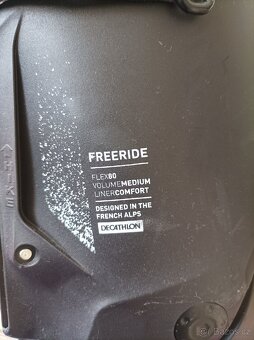 FREERIDE
FLEX80
VOLUMEMEDIUM
LINERCOMFORT
DESIGNED IN THE
FRENCH ALPS
DECATHLON